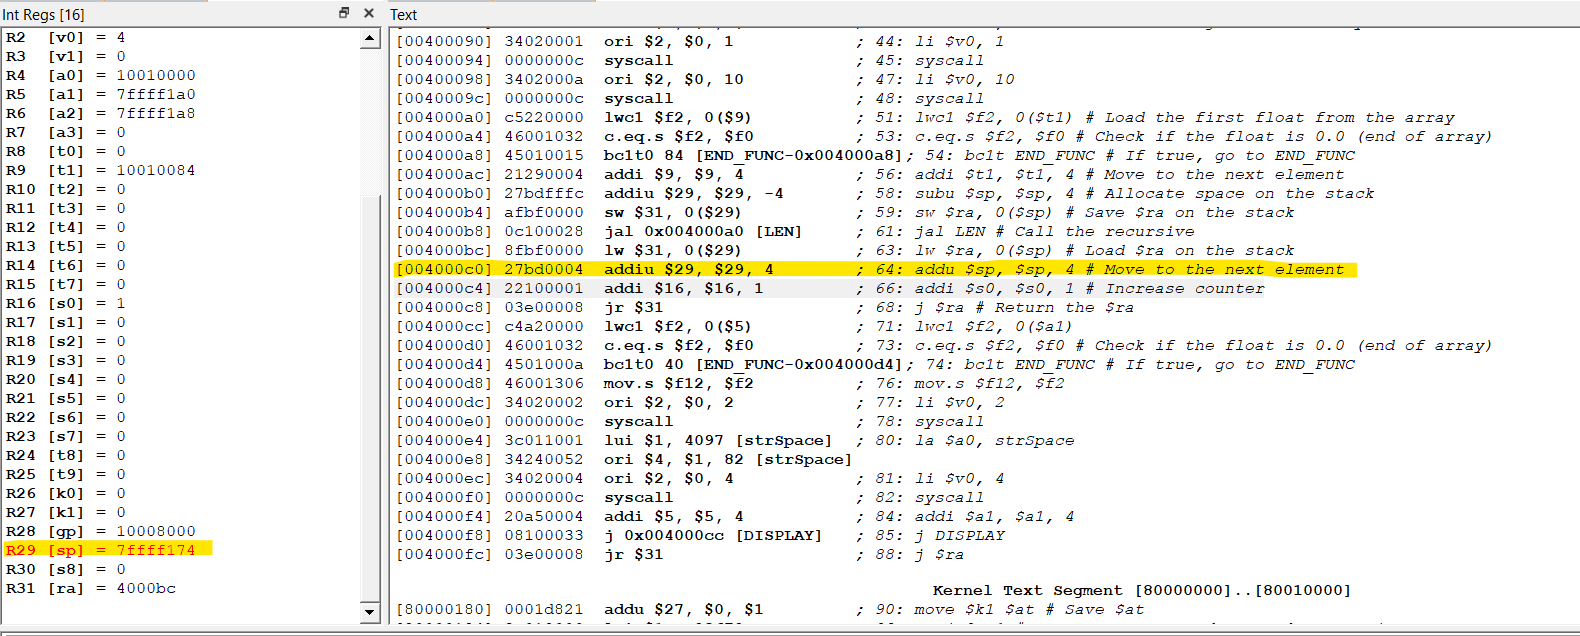 Int Regs [16]
R2 [v0] = 4
R3 [v1] = 0
R4 [a0] = 10010000
R5 [a1] = 7ffff1a0
R6 [a2] = 7ffff1a8
R7 [a3] = 0
R8 [t0] = 0
R9 [t1] = 10010084
R10 [t2] = 0
R11 [t3] = 0
R12 [t4] = 0
R13 [t5] = 0
R14 [t6] = 0
R15 [t7] = 0
R16 [s0] = 1
R17 [s1] = 0
R18 [s2] = 0
R19 [s3] = 0
R20 [s4] = 0
R21 [s5] = 0
R22 [s6] = 0
R23 [s7] = 0
R24 [t8] = 0
R25 [t9] = 0
R26 [k0] = 0
R27 [k1] = 0
R28 [gp] = 10008000
R29 [sp] = 7ffff174
R30 [s8] = 0
R31 [ra] = 4000bc
Text
[00400090] 34020001 ori $2, $0, 1 ; 44: li $v0, 1
[00400094] 0000000c syscall ; 45: syscall
[00400098] 3402000a ori $2, $0, 10 ; 47: li $v0, 10
[0040009c] 0000000c syscall ; 48: syscall
[004000a0] c5220000 lwc1 $f2, 0($9) ; 51: lwc1 $f2, 0($t1) # Load the first float from the array
[004000a4] 46001032 c.eq.s $f2, $f0 ; 53: c.eq.s $f2, $f0 # Check if the float is 0.0 (end of array)
[004000a8] 45010015 bc1t0 84 [END_FUNC-0x004000a8]; 54: bc1t END_FUNC # If true, go to END_FUNC
[004000ac] 21290004 addi $9, $9, 4 ; 56: addi $t1, $t1, 4 # Move to the next element
[004000b0] 27bdfffc addiu $29, $29, -4 ; 58: subu $sp, $sp, 4 # Allocate space on the stack
[004000b4] afbf0000 sw $31, 0($29) ; 59: sw $ra, 0($sp) # Save $ra on the stack
[004000b8] 0c100028 jal 0x004000a0 [LEN] ; 61: jal LEN # Call the recursive
[004000bc] 8fbf0000 lw $31, 0($29) ; 63: lw $ra, 0($sp) # Load $ra on the stack
[004000c0] 27bd0004 addiu $29, $29, 4 ; 64: addu $sp, $sp, 4 # Move to the next element
[004000c4] 22100001 addi $16, $16, 1 ; 66: addi $s0, $s0, 1 # Increase counter
[004000c8] 03e00008 jr $31 ; 68: j $ra # Return the $ra
[004000cc] c4a20000 lwc1 $f2, 0($5) ; 71: lwc1 $f2, 0($a1)
[004000d0] 46001032 c.eq.s $f2, $f0 ; 73: c.eq.s $f2, $f0 # Check if the float is 0.0 (end of array)
[004000d4] 4501000a bc1t0 40 [END_FUNC-0x004000d4]; 74: bc1t END_FUNC # If true, go to END_FUNC
[004000d8] 46001306 mov.s $f12, $f2 ; 76: mov.s $f12, $f2
[004000dc] 34020002 ori $2, $0, 2 ; 77: li $v0, 2
[004000e0] 0000000c syscall ; 78: syscall
[004000e4] 3c011001 lui $1, 4097 [strSpace] ; 80: la $a0, strSpace
[004000e8] 34240052 ori $4, $1, 82 [strSpace]
[004000ec] 34020004 ori $2, $0, 4 ; 81: li $v0, 4
[004000f0] 0000000c syscall ; 82: syscall
[004000f4] 20a50004 addi $5, $5, 4 ; 84: addi $a1, $a1, 4
[004000f8] 08100033 j 0x004000cc [DISPLAY] ; 85: j DISPLAY
[004000fc] 03e00008 jr $31 ; 88: j $ra
Kernel Text Segment [80000000]..[80010000]
[80000180] 0001d821 addu $27, $0, $1 ; 90: move $k1 $at # Save $at